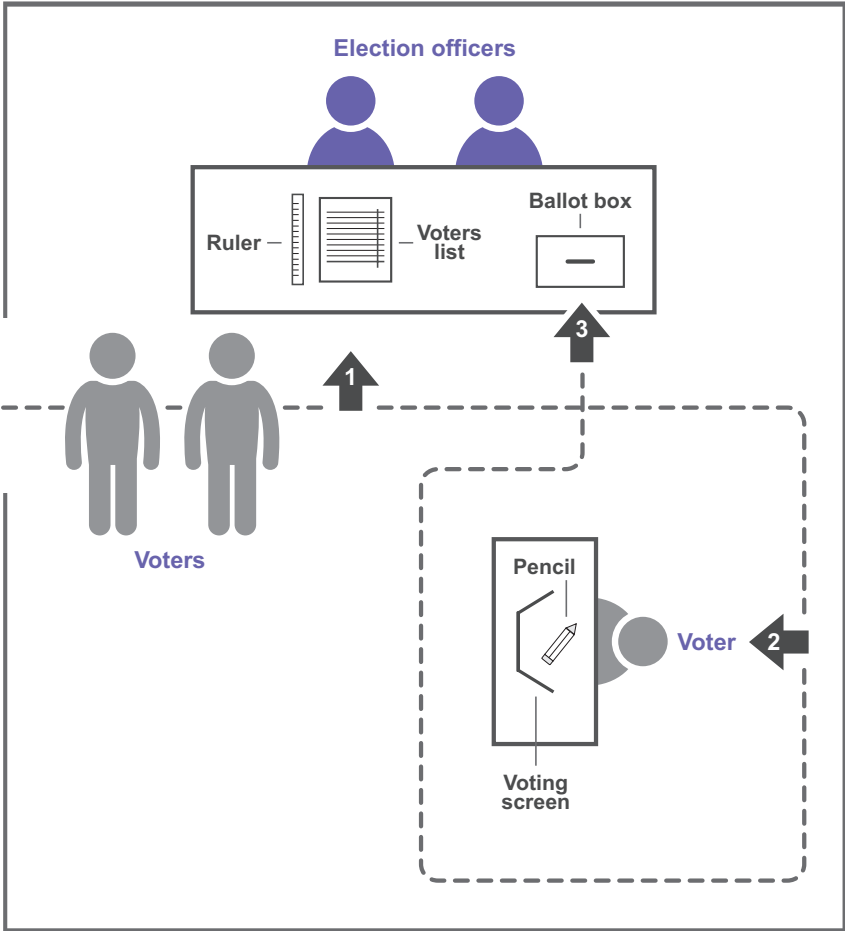 Election officers
Ruler
Voters
list
Ballot box
3
1
Voters
Pencil
Voter
2
Voting
screen